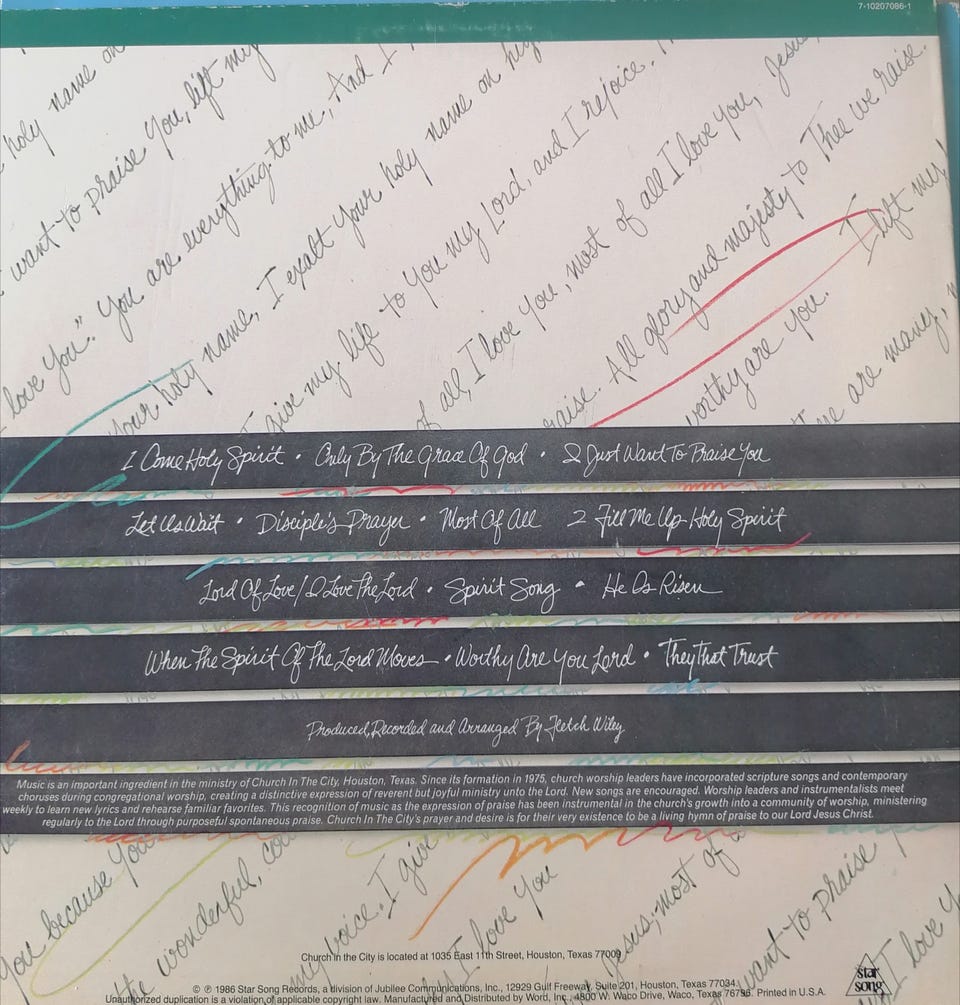 7-10207086-1
holy name on
want to praise You, lift my
love You." You are everything to me, And I
Your holy name, I exalt Your holy name on hig
I give my life to You my Lord, and I rejoice.
of all, I love you, most of all I love you, Jesus
raise. All glory and majesty to Thee we raise.
worthy are you. I lift my
me are many,
1 Come Holy Spirit • Only By The Grace Of God • I Just Want To Praise You
Let Us Wait • Disciple's Prayer • Most Of All 2 Fill Me Up Holy Spirit
Lord Of Love/I Love The Lord • Spirit Song • He Is Risen
When The Spirit Of The Lord Moves • Worthy Are You Lord • They That Trust
Produced, Recorded and Arranged By Fletch Wiley
Music is an important ingredient in the ministry of Church In The City, Houston, Texas. Since its formation in 1975, church worship leaders have incorporated scripture songs and contemporary
choruses during congregational worship, creating a distinctive expression of reverent but joyful ministry unto the Lord. New songs are encouraged. Worship leaders and instrumentalists meet
weekly to learn new lyrics and rehearse familiar favorites. This recognition of music as the expression of praise has been instrumental in the church's growth into a community of worship, ministering
regularly to the Lord through purposeful spontaneous praise. Church In The City's prayer and desire is for their very existence to be a living hymn of praise to our Lord Jesus Christ.
you because You
the wonderful, cou
my voice. I give
I love You
Jesus, most of a
want to praise
I love Y
Church in the City is located at 1035 East 11th Street, Houston, Texas 77009
© ℗ 1986 Star Song Records, a division of Jubilee Communications, Inc., 12929 Gulf Freeway, Suite 201, Houston, Texas 77034.
Unauthorized duplication is a violation of applicable copyright law. Manufactured and Distributed by Word, Inc., 4800 W. Waco Drive, Waco, Texas 76796. Printed in U.S.A.
star
song